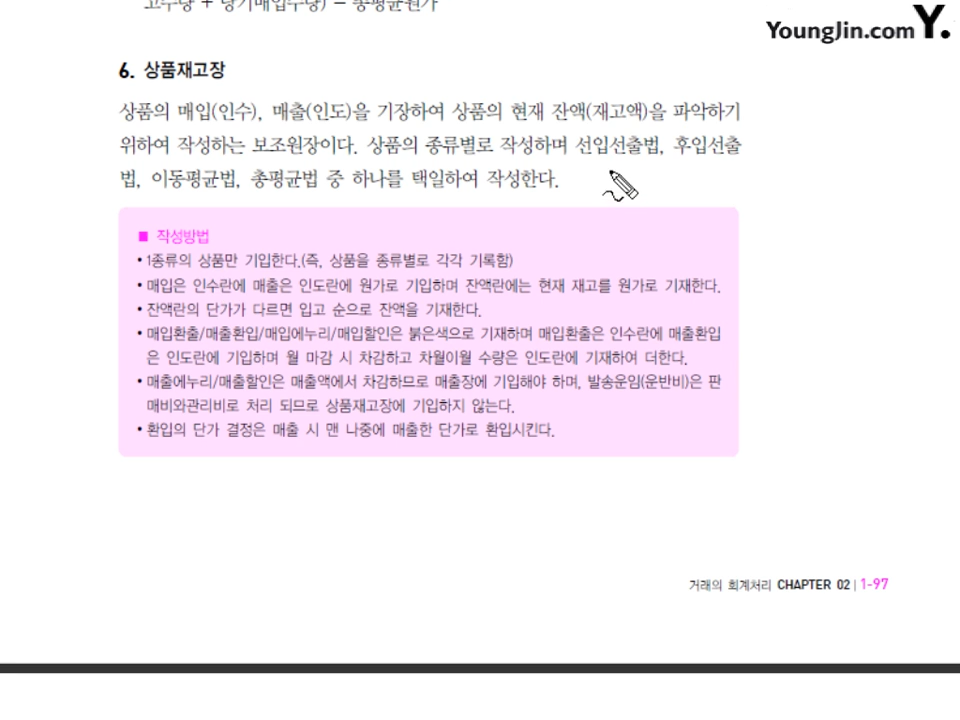 고수량 + 당기매입수량) = 총평균원가
YoungJin.com Y.
6. 상품재고장
상품의 매입(인수), 매출(인도)을 기장하여 상품의 현재 잔액(재고액)을 파악하기
위하여 작성하는 보조원장이다. 상품의 종류별로 작성하며 선입선출법, 후입선출
법, 이동평균법, 총평균법 중 하나를 택일하여 작성한다.
■ 작성방법
• 1종류의 상품만 기입한다.(즉, 상품을 종류별로 각각 기록함)
• 매입은 인수란에 매출은 인도란에 원가로 기입하며 잔액란에는 현재 재고를 원가로 기재한다.
• 잔액란의 단가가 다르면 입고 순으로 잔액을 기재한다.
• 매입환출/매출환입/매입에누리/매입할인은 붉은색으로 기재하며 매입환출은 인수란에 매출환입
은 인도란에 기입하며 월 마감 시 차감하고 차월이월 수량은 인도란에 기재하여 더한다.
• 매출에누리/매출할인은 매출액에서 차감하므로 매출장에 기입해야 하며, 발송운임(운반비)은 판
매비와관리비로 처리 되므로 상품재고장에 기입하지 않는다.
• 환입의 단가 결정은 매출 시 맨 나중에 매출한 단가로 환입시킨다.
거래의 회계처리 CHAPTER 02 | 1-97